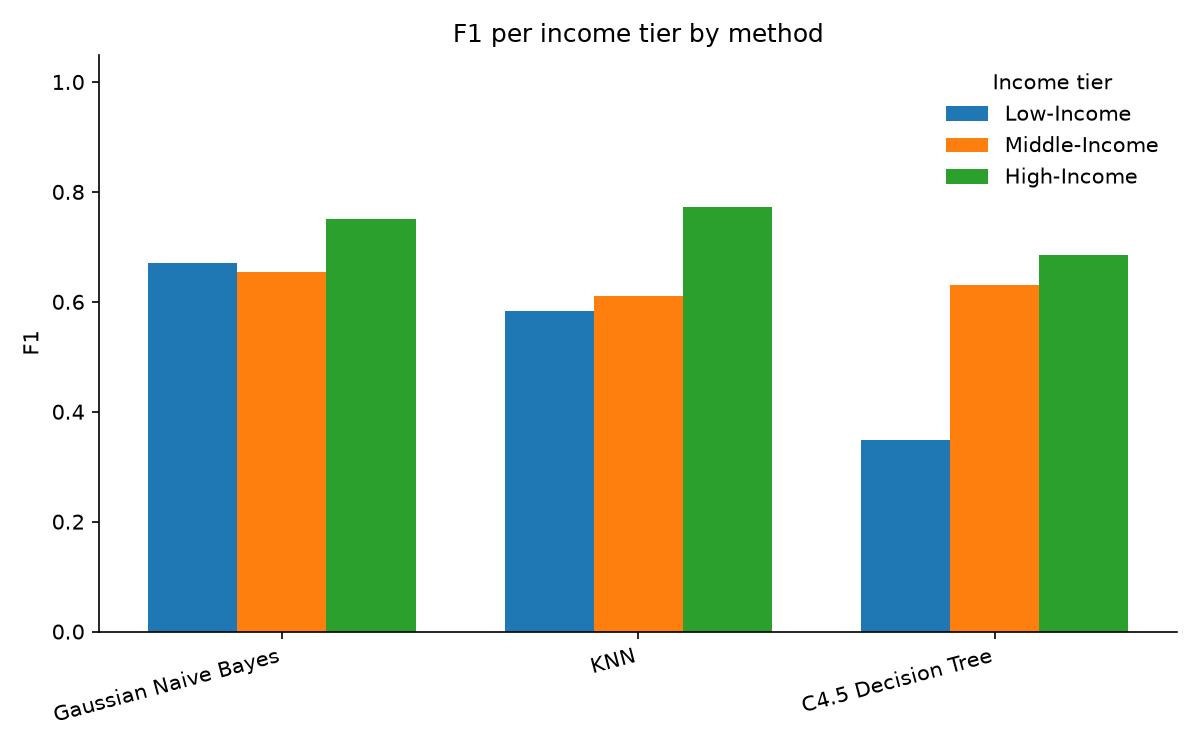 F1 per income tier by method
Income tier
Low-Income
Middle-Income
High-Income
F1
1.0
0.8
0.6
0.4
0.2
0.0
Gaussian Naive Bayes
KNN
C4.5 Decision Tree